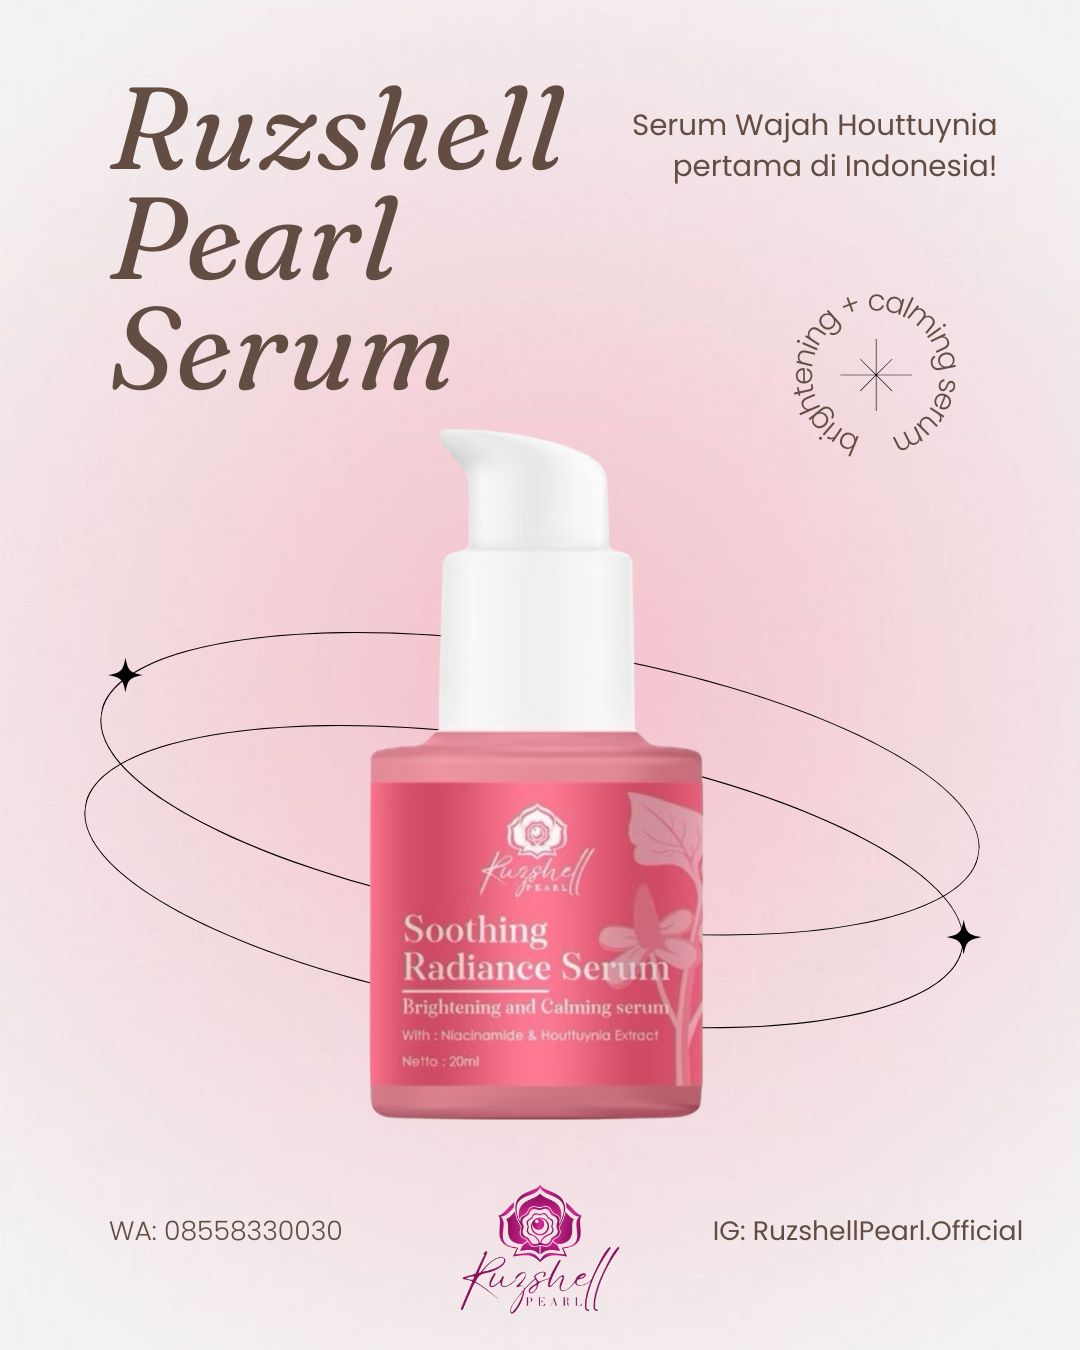 Ruzshell
Pearl
Serum
Serum Wajah Houttuynia
pertama di Indonesia!
brightening + calming serum
Ruzshell
PEARL
Soothing
Radiance Serum
Brightening and Calming serum
With : Niacinamide & Houttuynia Extract
Netto : 20ml
WA: 08558330030
Ruzshell
PEARL
IG: RuzshellPearl.Official